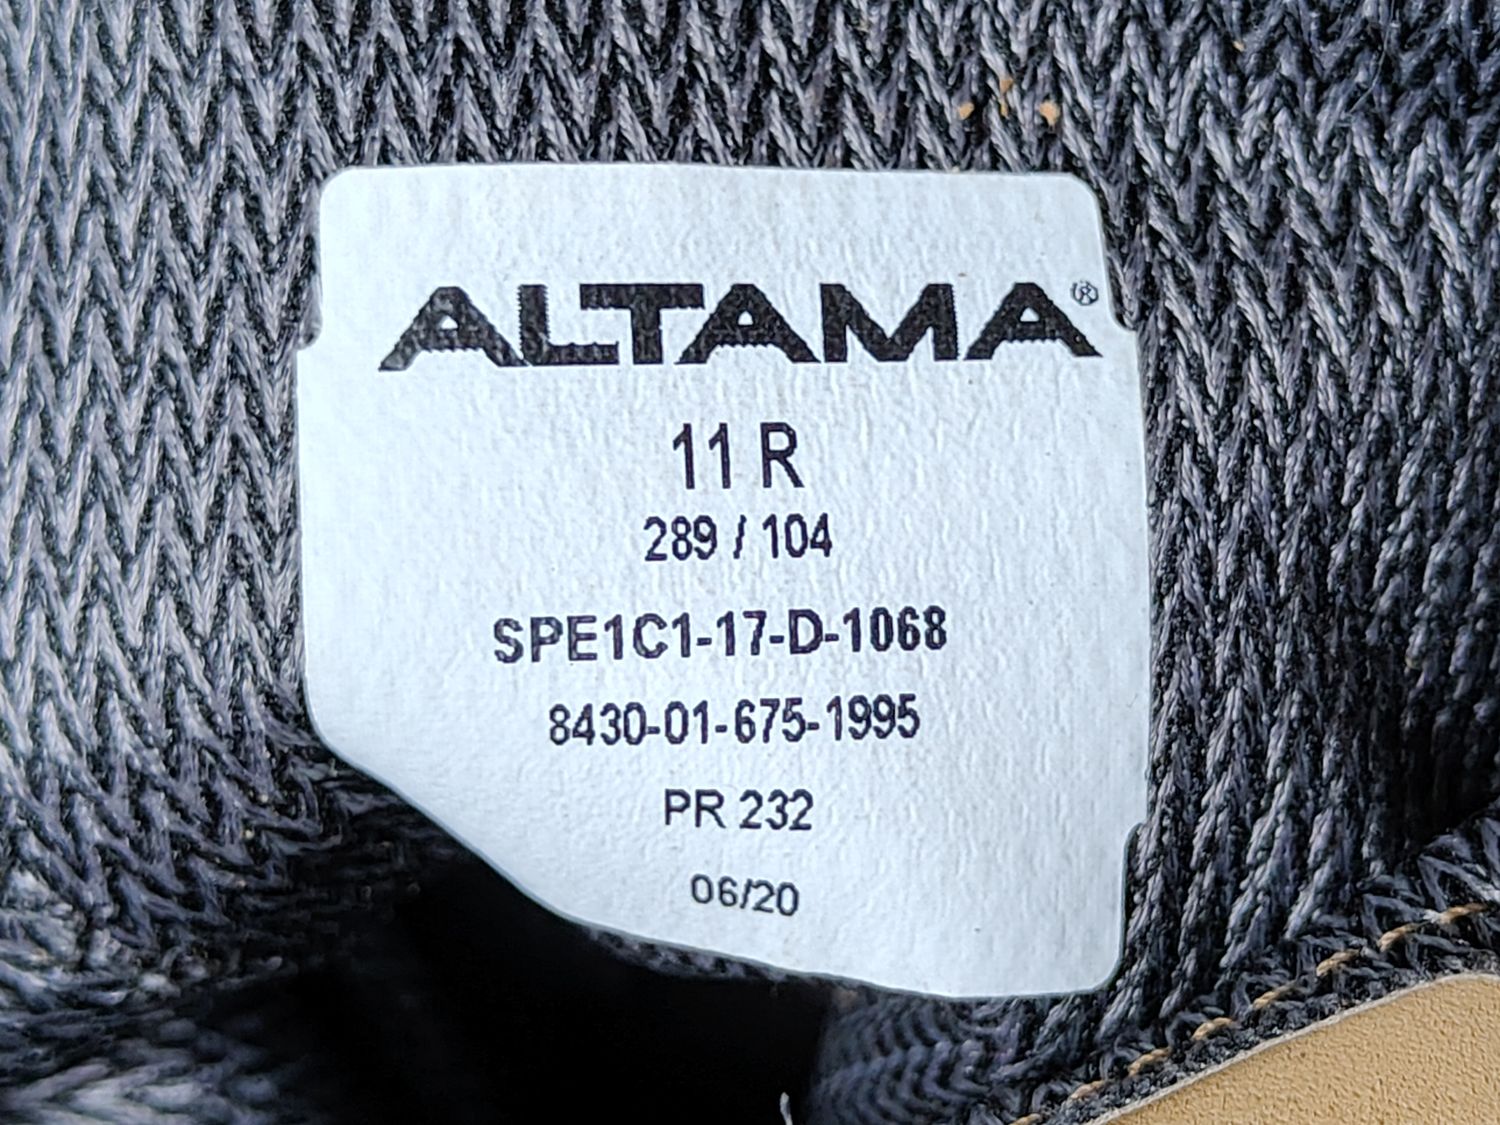 ALTAMA®
11 R
289 / 104
SPE1C1-17-D-1068
8430-01-675-1995
PR 232
06/20